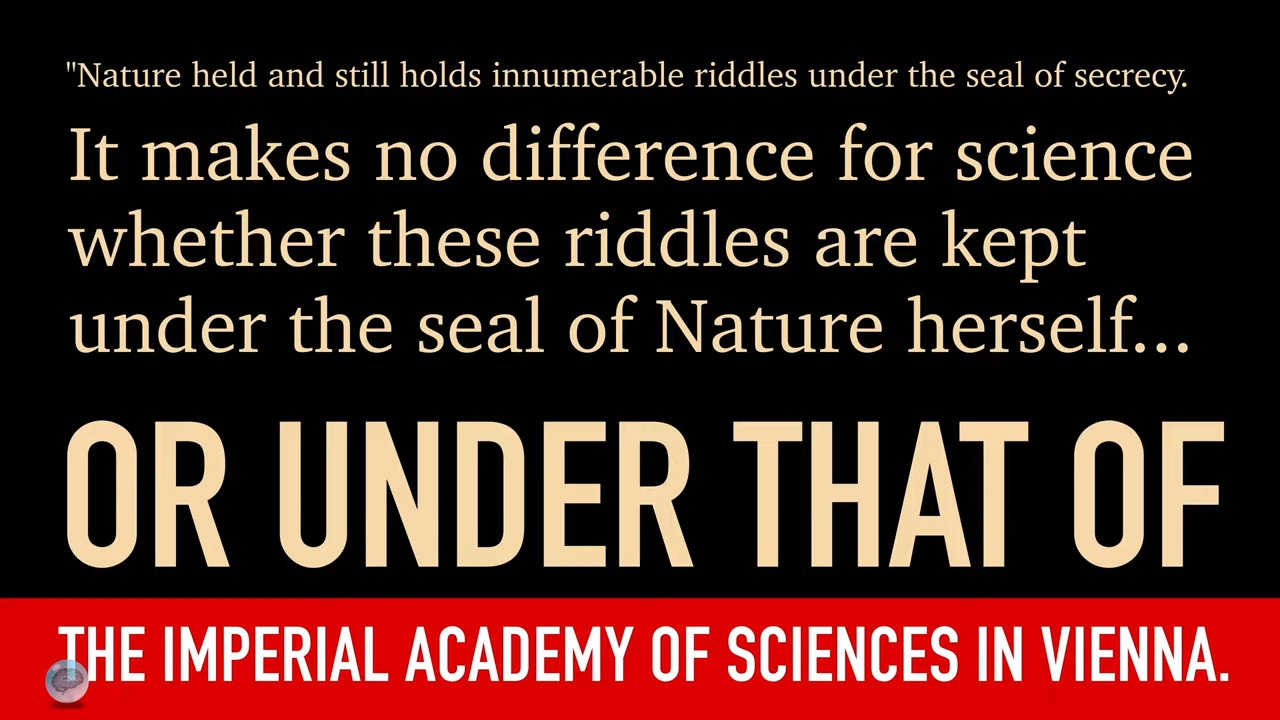 "Nature held and still holds innumerable riddles under the seal of secrecy.
It makes no difference for science
whether these riddles are kept
under the seal of Nature herself...
OR UNDER THAT OF
THE IMPERIAL ACADEMY OF SCIENCES IN VIENNA.